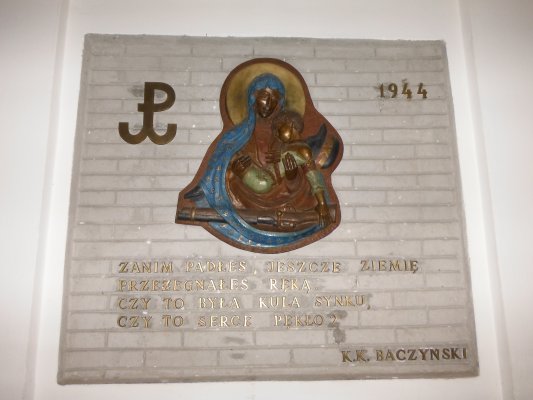 1944
ZANIM PADŁEŚ, JESZCZE ZIEMIĘ
PRZEŻEGNAŁEŚ RĘKĄ.
CZY TO BYŁA KULA SYNKU,
CZY TO SERCE PĘKŁO?
K.K. BACZYŃSKI